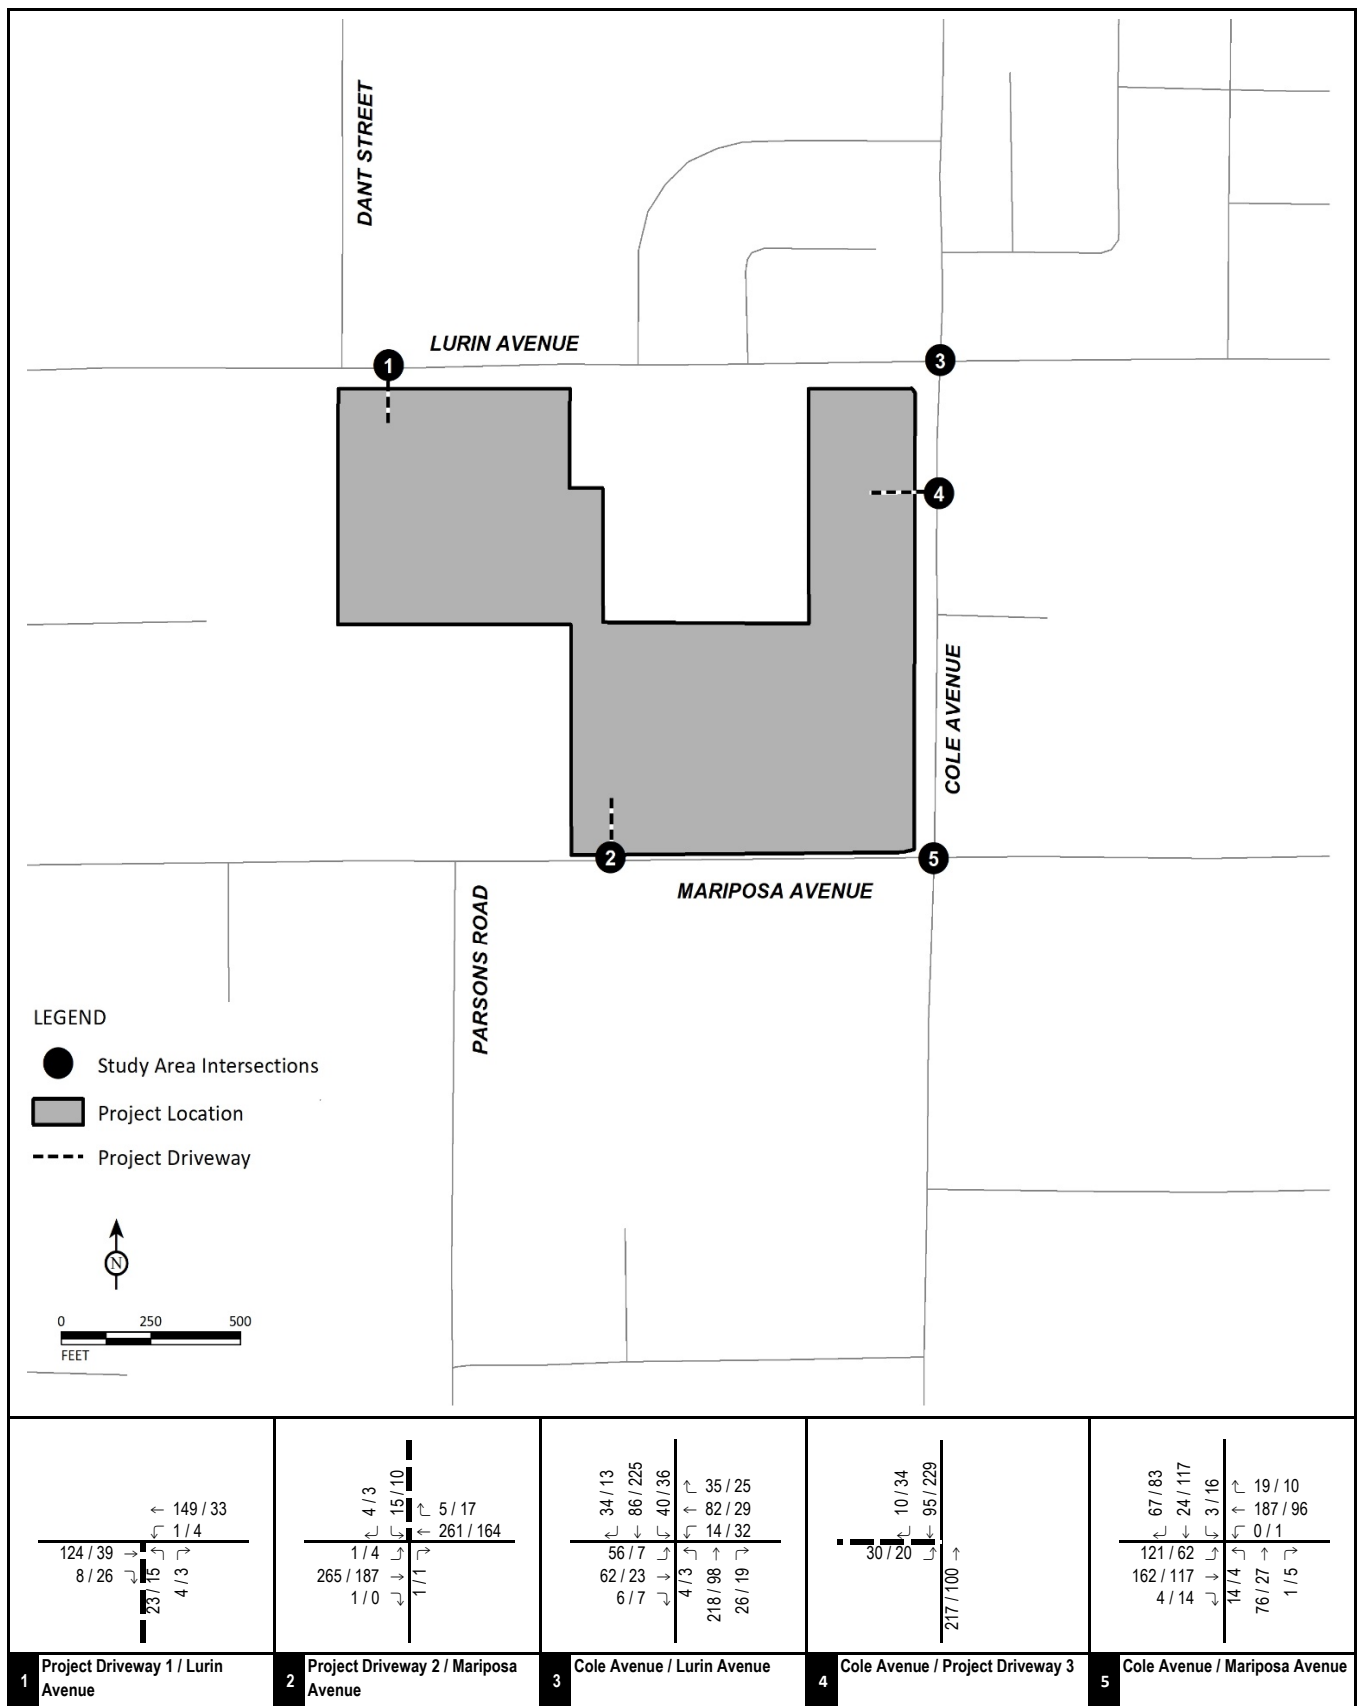 DANT STREET
LURIN AVENUE
1
3
4
COLE AVENUE
2
5
MARIPOSA AVENUE
PARSONS ROAD
LEGEND
Study Area Intersections
Project Location
Project Driveway
N
0 250 500
FEET
149 / 33
1 / 4
124 / 39
8 / 26
23 / 15
4 / 3
1 Project Driveway 1 / Lurin
Avenue
4 / 3
15 / 10
5 / 17
261 / 164
1 / 4
265 / 187
1 / 0
1 / 1
2 Project Driveway 2 / Mariposa
Avenue
34 / 13
86 / 225
40 / 36
35 / 25
82 / 29
14 / 32
56 / 7
62 / 23
6 / 7
4 / 3
218 / 98
26 / 19
3 Cole Avenue / Lurin Avenue
10 / 34
95 / 229
30 / 20
217 / 100
4 Cole Avenue / Project Driveway 3
67 / 83
24 / 117
3 / 16
19 / 10
187 / 96
0 / 1
121 / 62
162 / 117
4 / 14
14 / 4
76 / 27
1 / 5
5 Cole Avenue / Mariposa Avenue